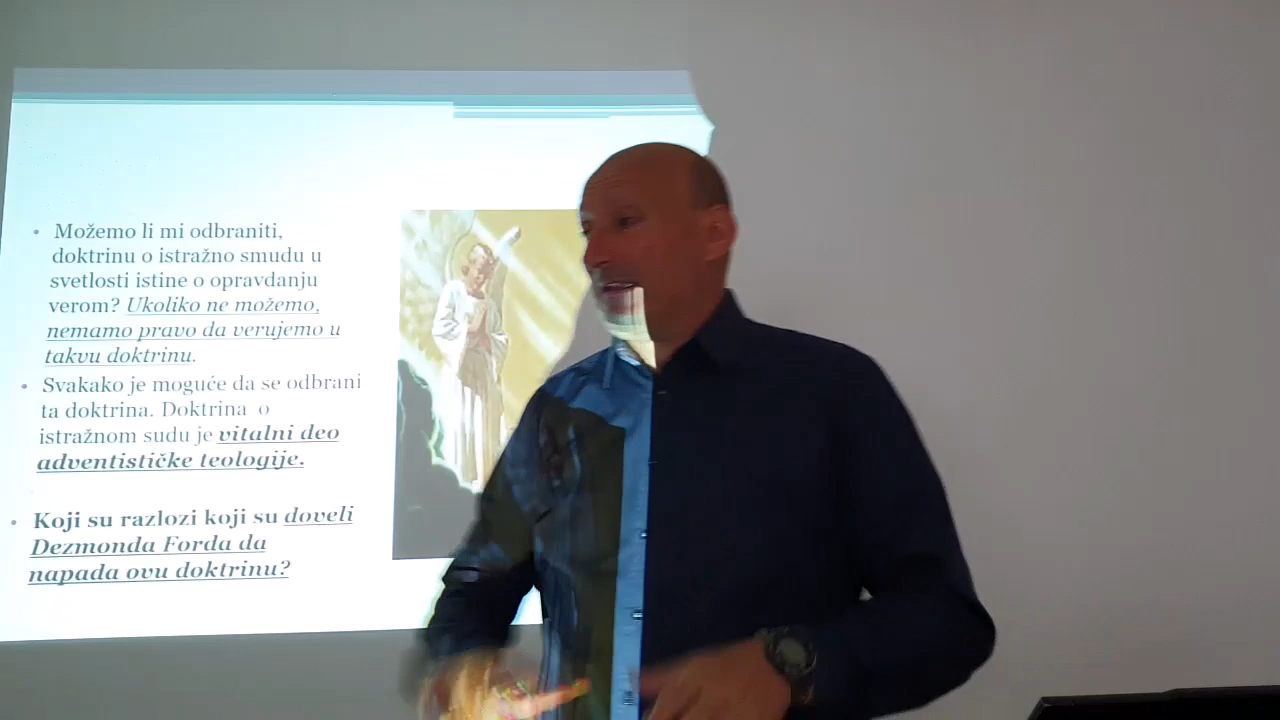 Možemo li mi odbraniti,
doktrinu o istražno smudu u
svetlosti istine o opravdanju
verom? Ukoliko ne možemo,
nemamo pravo da verujemo u
takvu doktrinu.
Svakako je moguće da se odbrani
ta doktrina. Doktrina o
istražnom sudu je vitalni deo
adventističke teologije.
Koji su razlozi koji su doveli
Dezmonda Forda da
napada ovu doktrinu?